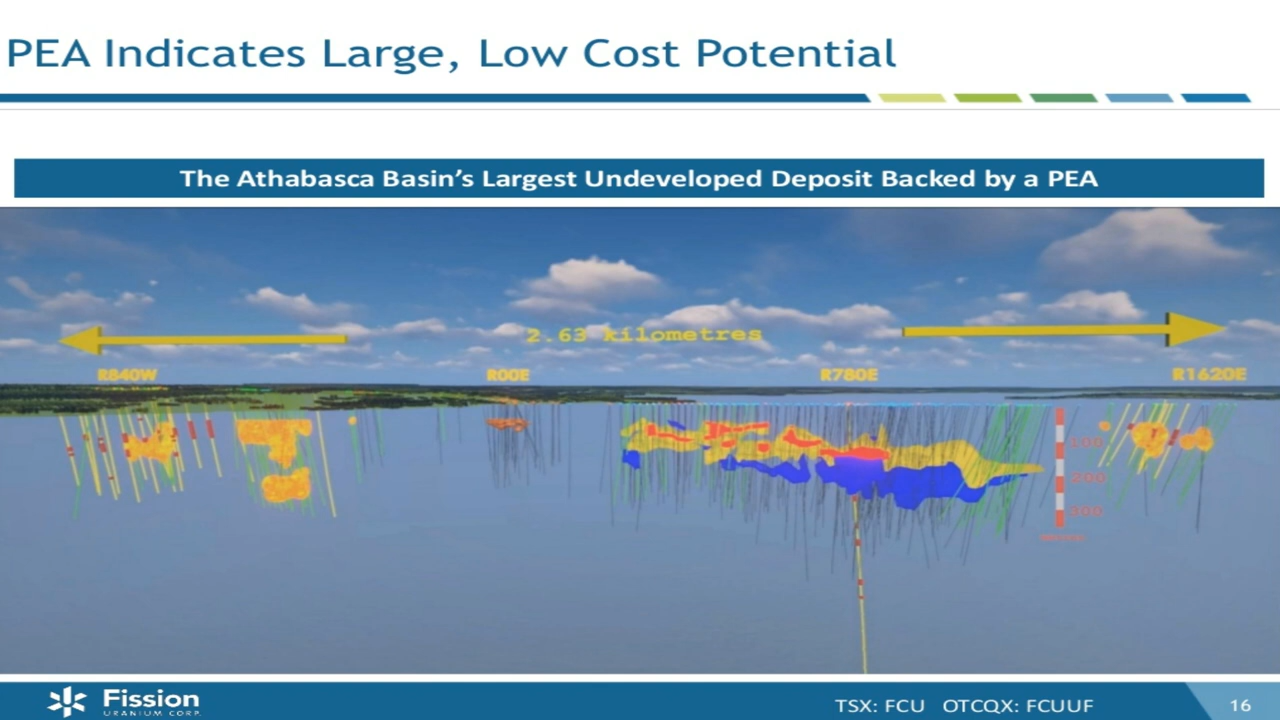 PEA Indicates Large, Low Cost Potential
The Athabasca Basin's Largest Undeveloped Deposit Backed by a PEA
2.63 kilometres
R840W R00E R780E R1620E
100
200
300
Fission
URANIUM CORP.
TSX: FCU OTCQX: FCUUF 16